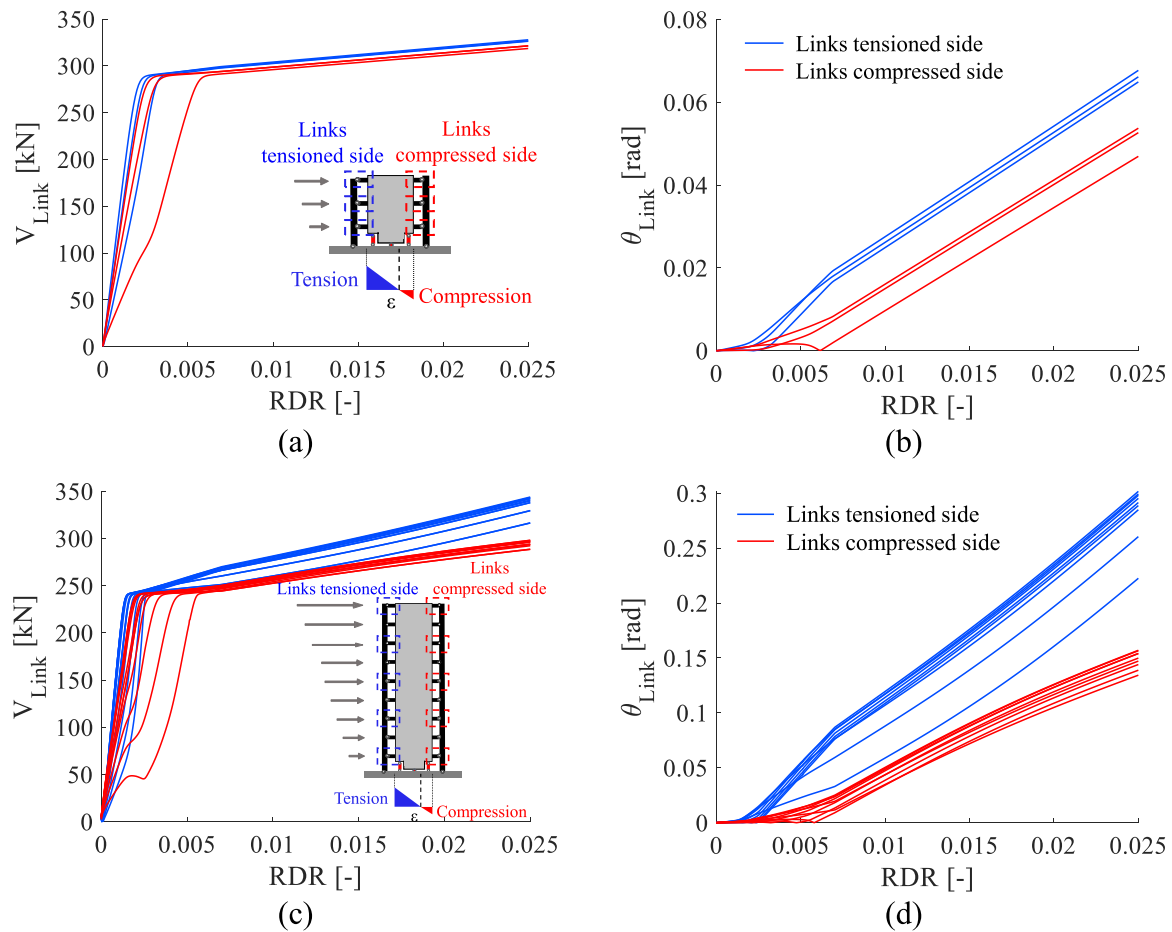 350
300
250
200
150
100
50
0
V_Link [kN]
0
0.005
0.01
0.015
0.02
0.025
RDR [-]
Links
tensioned side
Links
compressed side
Tension
ε
Compression
(a)
0.08
0.06
0.04
0.02
0
θ_Link [rad]
Links tensioned side
Links compressed side
0
0.005
0.01
0.015
0.02
0.025
RDR [-]
(b)
350
300
250
200
150
100
50
0
V_Link [kN]
0
0.005
0.01
0.015
0.02
0.025
RDR [-]
Links tensioned side
Links
compressed side
Tension
ε
Compression
(c)
0.3
0.25
0.2
0.15
0.1
0.05
0
θ_Link [rad]
Links tensioned side
Links compressed side
0
0.005
0.01
0.015
0.02
0.025
RDR [-]
(d)